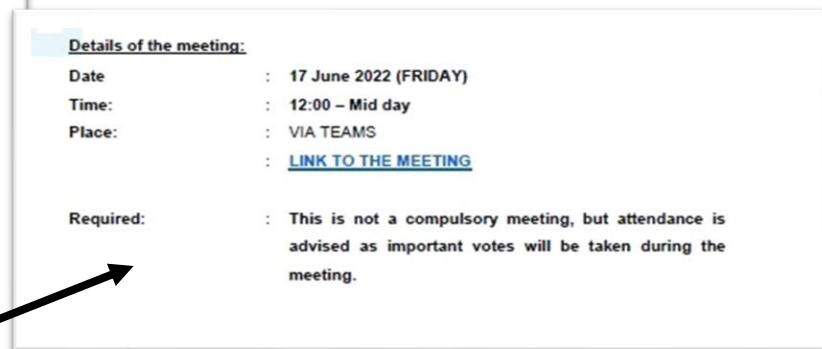 Details of the meeting:
Date : 17 June 2022 (FRIDAY)
Time: : 12:00 – Mid day
Place: : VIA TEAMS
: LINK TO THE MEETING
Required: : This is not a compulsory meeting, but attendance is
advised as important votes will be taken during the
meeting.